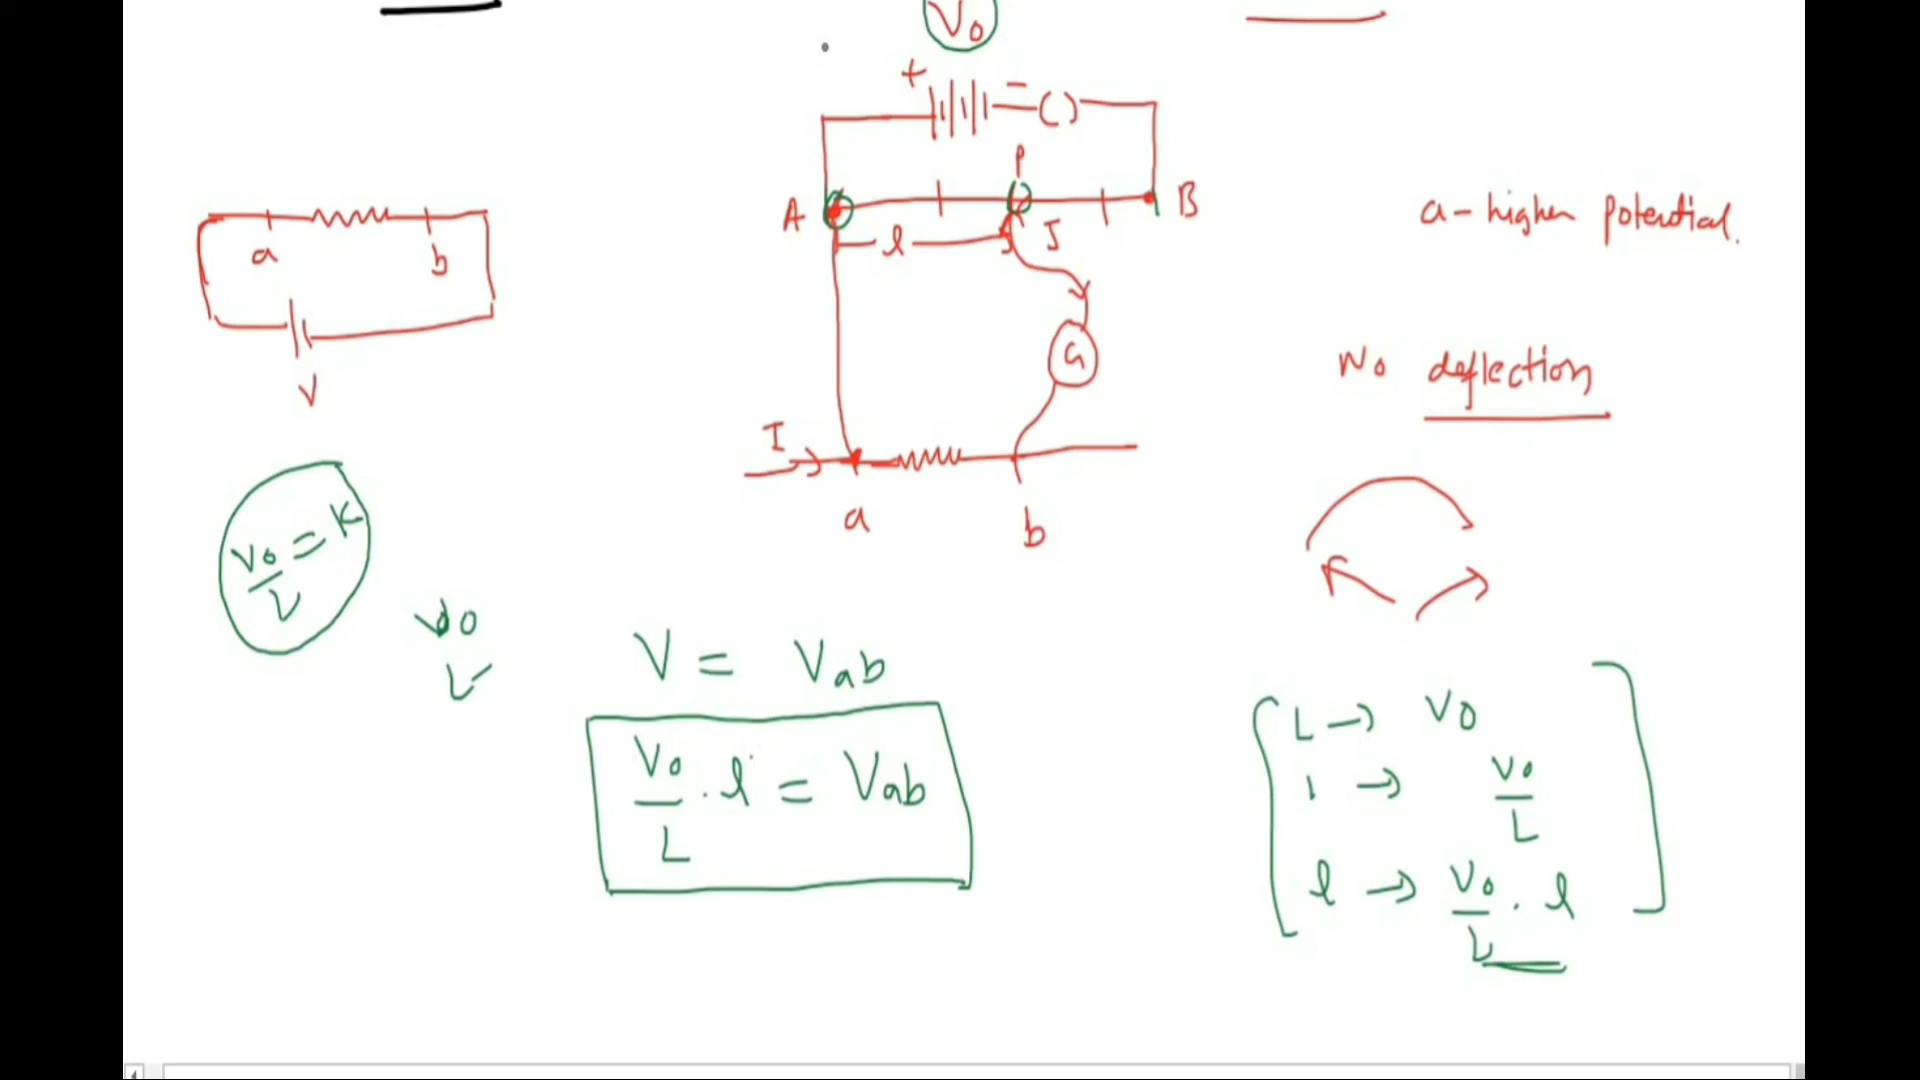 V₀
+ − ( )
P
A B
l J
a b
V
G
I
a b
a - higher potential.
No deflection
V₀/L = K
V₀
L
V = Vab
V₀/L . l = Vab
L → V₀
1 → V₀/L
l → V₀/L . l